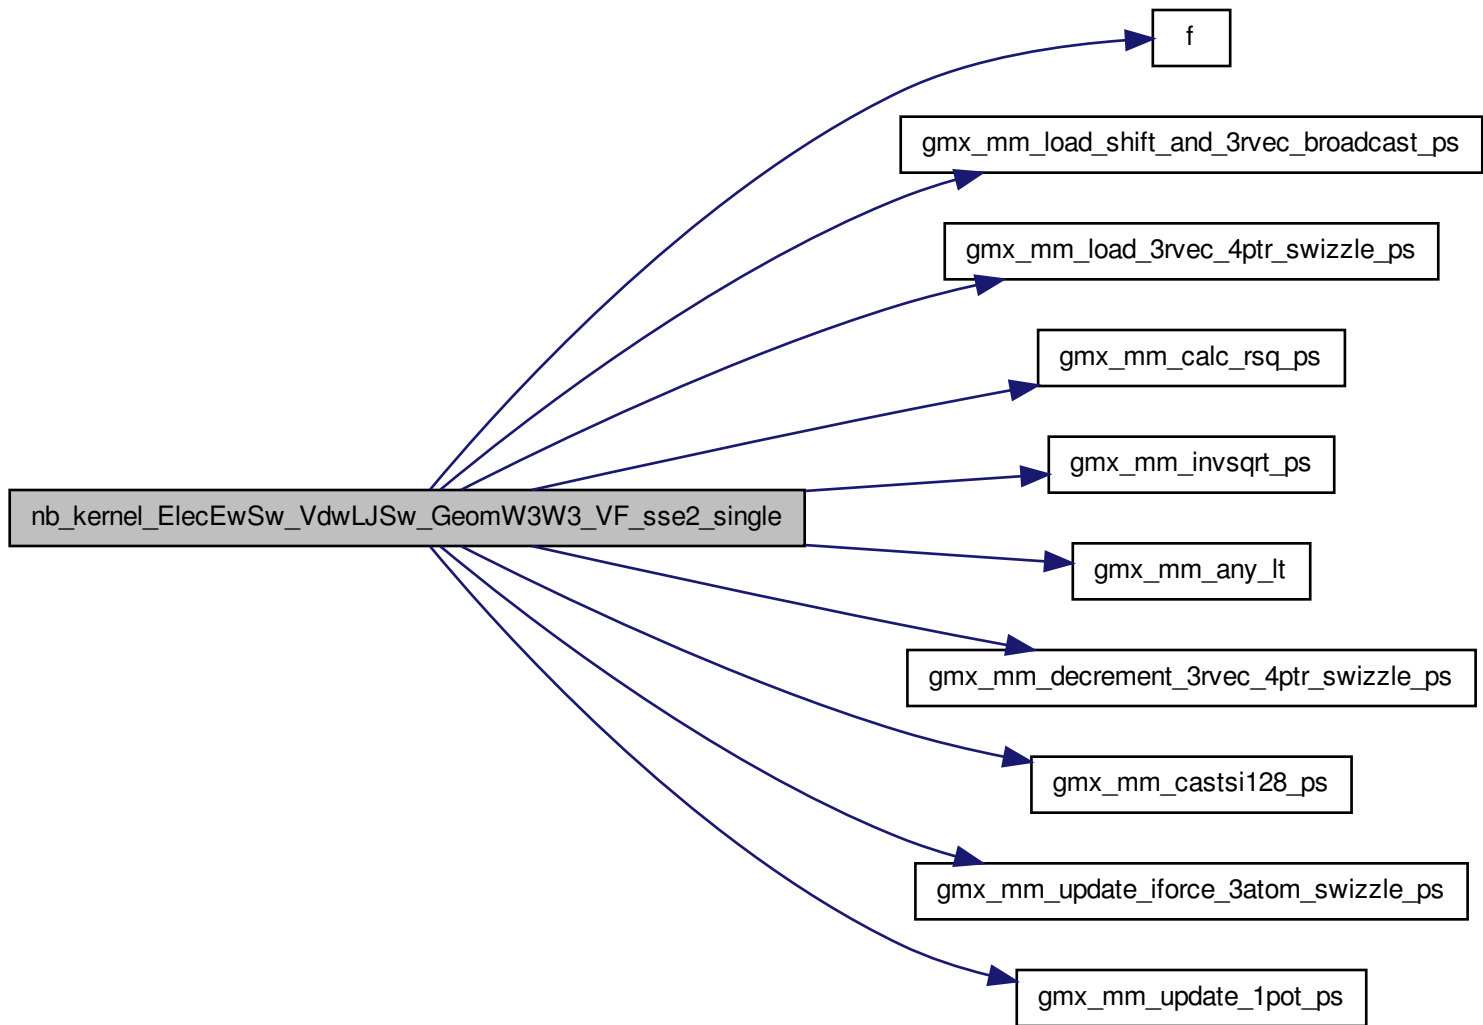 f
gmx_mm_load_shift_and_3rvec_broadcast_ps
gmx_mm_load_3rvec_4ptr_swizzle_ps
gmx_mm_calc_rsq_ps
gmx_mm_invsqrt_ps
nb_kernel_ElecEwSw_VdwLJSw_GeomW3W3_VF_sse2_single
gmx_mm_any_lt
gmx_mm_decrement_3rvec_4ptr_swizzle_ps
gmx_mm_castsi128_ps
gmx_mm_update_iforce_3atom_swizzle_ps
gmx_mm_update_1pot_ps